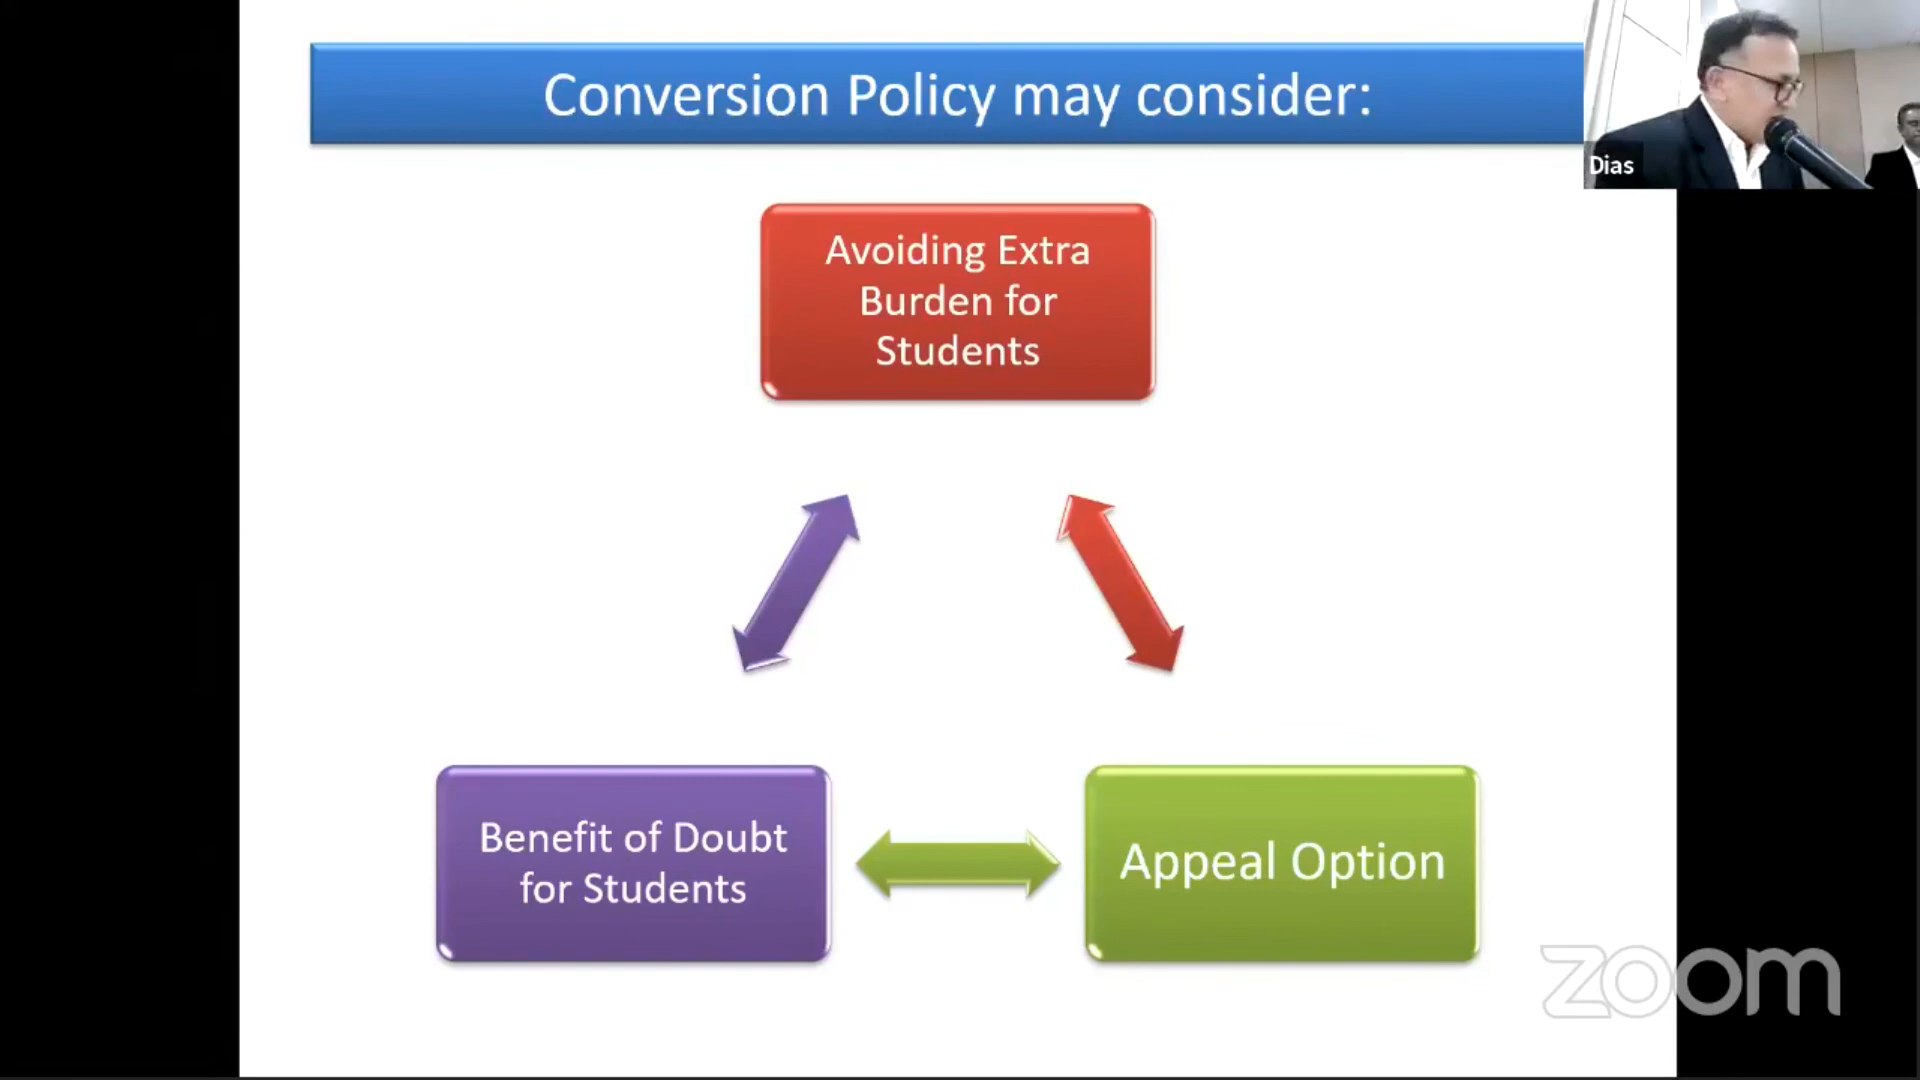 Conversion Policy may consider:
Dias
Avoiding Extra
Burden for
Students
Benefit of Doubt
for Students
Appeal Option
zoom